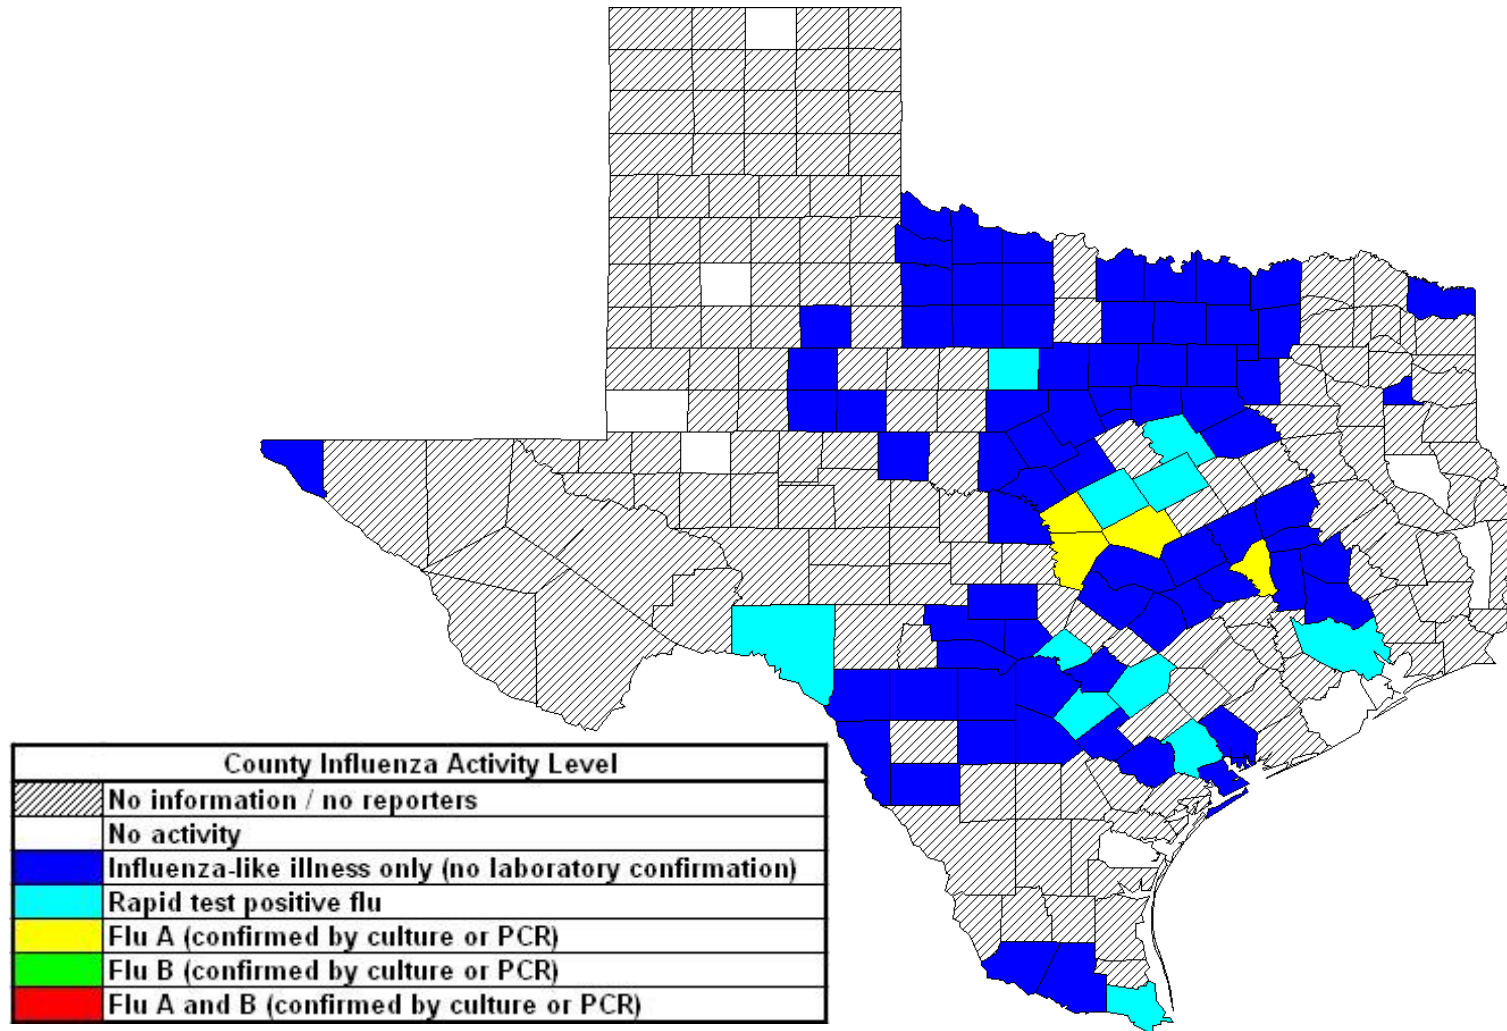 County Influenza Activity Level
No information / no reporters
No activity
Influenza-like illness only (no laboratory confirmation)
Rapid test positive flu
Flu A (confirmed by culture or PCR)
Flu B (confirmed by culture or PCR)
Flu A and B (confirmed by culture or PCR)